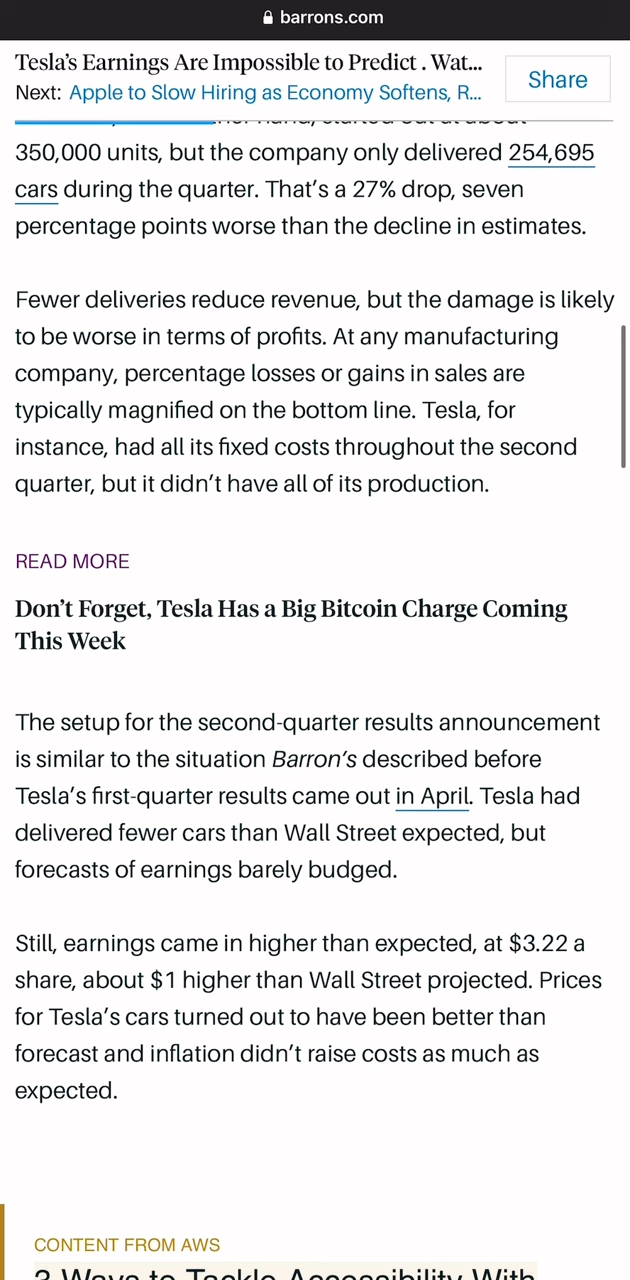 barrons.com
Tesla’s Earnings Are Impossible to Predict . Wat...
Share
Next: Apple to Slow Hiring as Economy Softens, R...
350,000 units, but the company only delivered 254,695
cars during the quarter. That’s a 27% drop, seven
percentage points worse than the decline in estimates.
Fewer deliveries reduce revenue, but the damage is likely
to be worse in terms of profits. At any manufacturing
company, percentage losses or gains in sales are
typically magnified on the bottom line. Tesla, for
instance, had all its fixed costs throughout the second
quarter, but it didn’t have all of its production.
READ MORE
Don’t Forget, Tesla Has a Big Bitcoin Charge Coming
This Week
The setup for the second-quarter results announcement
is similar to the situation Barron’s described before
Tesla’s first-quarter results came out in April. Tesla had
delivered fewer cars than Wall Street expected, but
forecasts of earnings barely budged.
Still, earnings came in higher than expected, at $3.22 a
share, about $1 higher than Wall Street projected. Prices
for Tesla’s cars turned out to have been better than
forecast and inflation didn’t raise costs as much as
expected.
CONTENT FROM AWS
3 Ways to Tackle Accessibility With